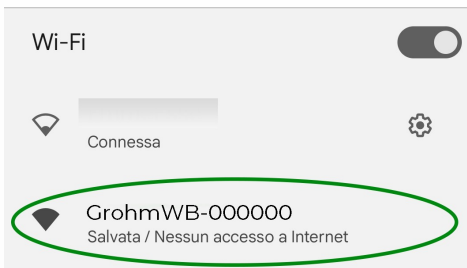 Wi-Fi
Connessa
GrohmWB-000000
Salvata / Nessun accesso a Internet